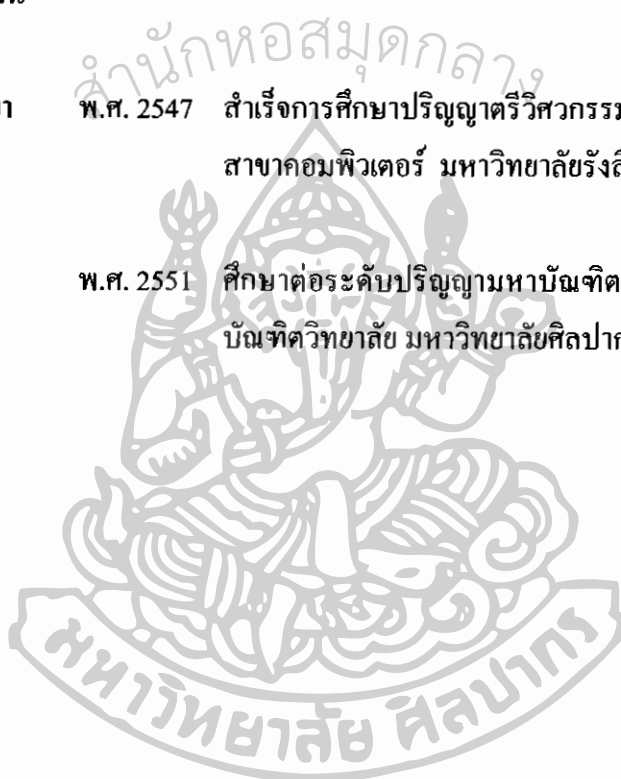 สำนักหอสมุดกลาง
พ.ศ. 2547 สำเร็จการศึกษาปริญญาตรีวิศวกรรม
สาขาคอมพิวเตอร์ มหาวิทยาลัยรังสิ
พ.ศ. 2551 ศึกษาต่อระดับปริญญามหาบัณฑิต
บัณฑิตวิทยาลัย มหาวิทยาลัยศิลปาก
มหาวิทยาลัย ศิลปากร